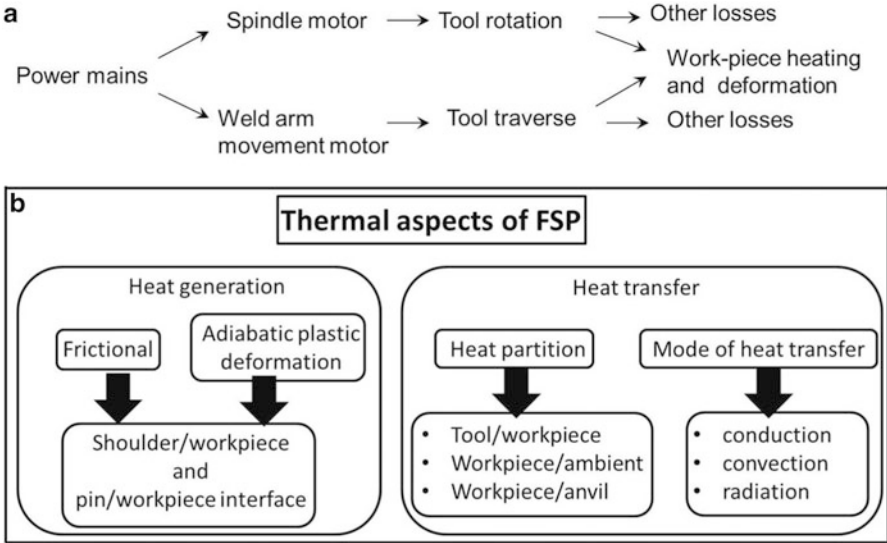 a
Spindle motor
Tool rotation
Other losses
Power mains
Work-piece heating
and deformation
Weld arm
movement motor
Tool traverse
Other losses
b
Thermal aspects of FSP
Heat generation
Frictional
Adiabatic plastic
deformation
Shoulder/workpiece
and
pin/workpiece interface
Heat transfer
Heat partition
Mode of heat transfer
• Tool/workpiece
• Workpiece/ambient
• Workpiece/anvil
• conduction
• convection
• radiation